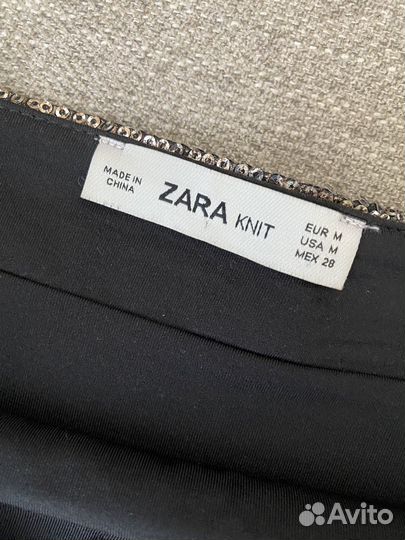 MADE IN
CHINA
ZARA KNIT
EUR M
USA M
MEX 28
Avito